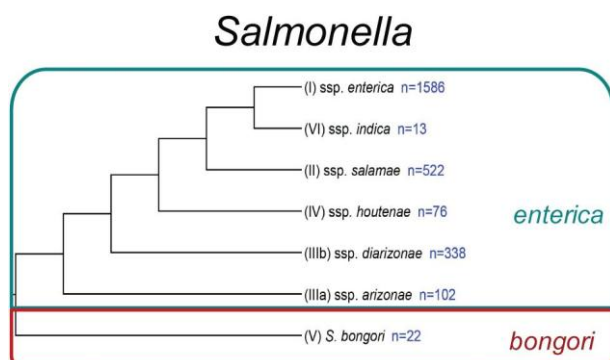 Salmonella
(I) ssp. enterica n=1586
(VI) ssp. indica n=13
(II) ssp. salamae n=522
(IV) ssp. houtenae n=76
enterica
(IIIb) ssp. diarizonae n=338
(IIIa) ssp. arizonae n=102
(V) S. bongori n=22
bongori